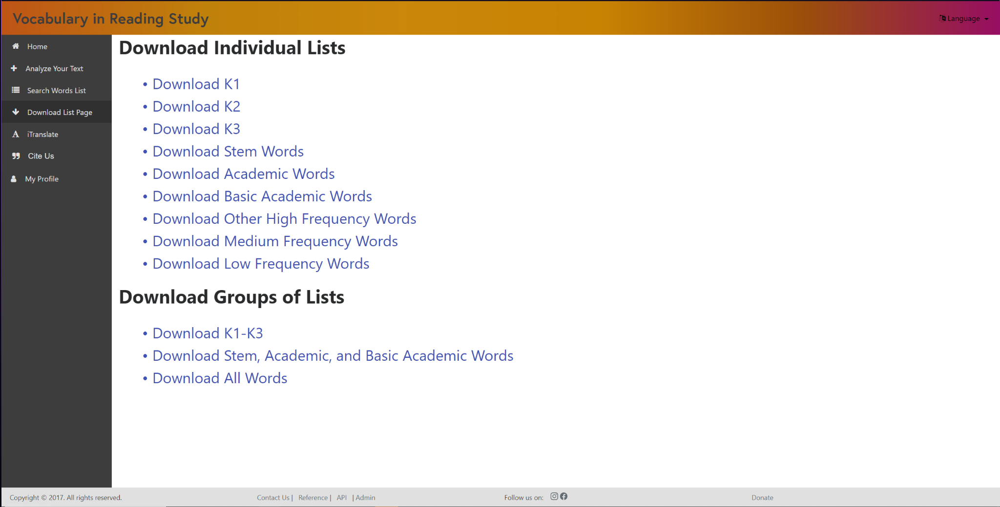 Vocabulary in Reading Study
Language
Home
Analyze Your Text
Search Words List
Download List Page
iTranslate
Cite Us
My Profile
Download Individual Lists
• Download K1
• Download K2
• Download K3
• Download Stem Words
• Download Academic Words
• Download Basic Academic Words
• Download Other High Frequency Words
• Download Medium Frequency Words
• Download Low Frequency Words
Download Groups of Lists
• Download K1-K3
• Download Stem, Academic, and Basic Academic Words
• Download All Words
Copyright © 2017. All rights reserved.
Contact Us | Reference | API | Admin
Follow us on:
Donate